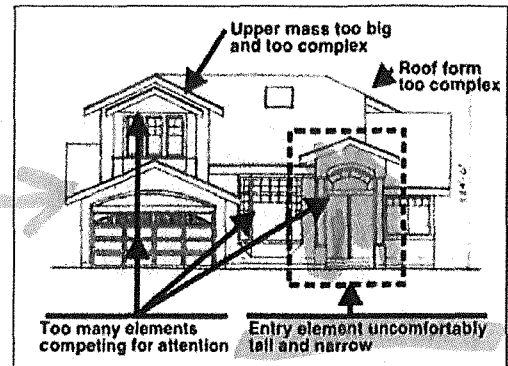 Upper mass too big
and too complex
Roof form
too complex
Too many elements
competing for attention
Entry element uncomfortably
tall and narrow